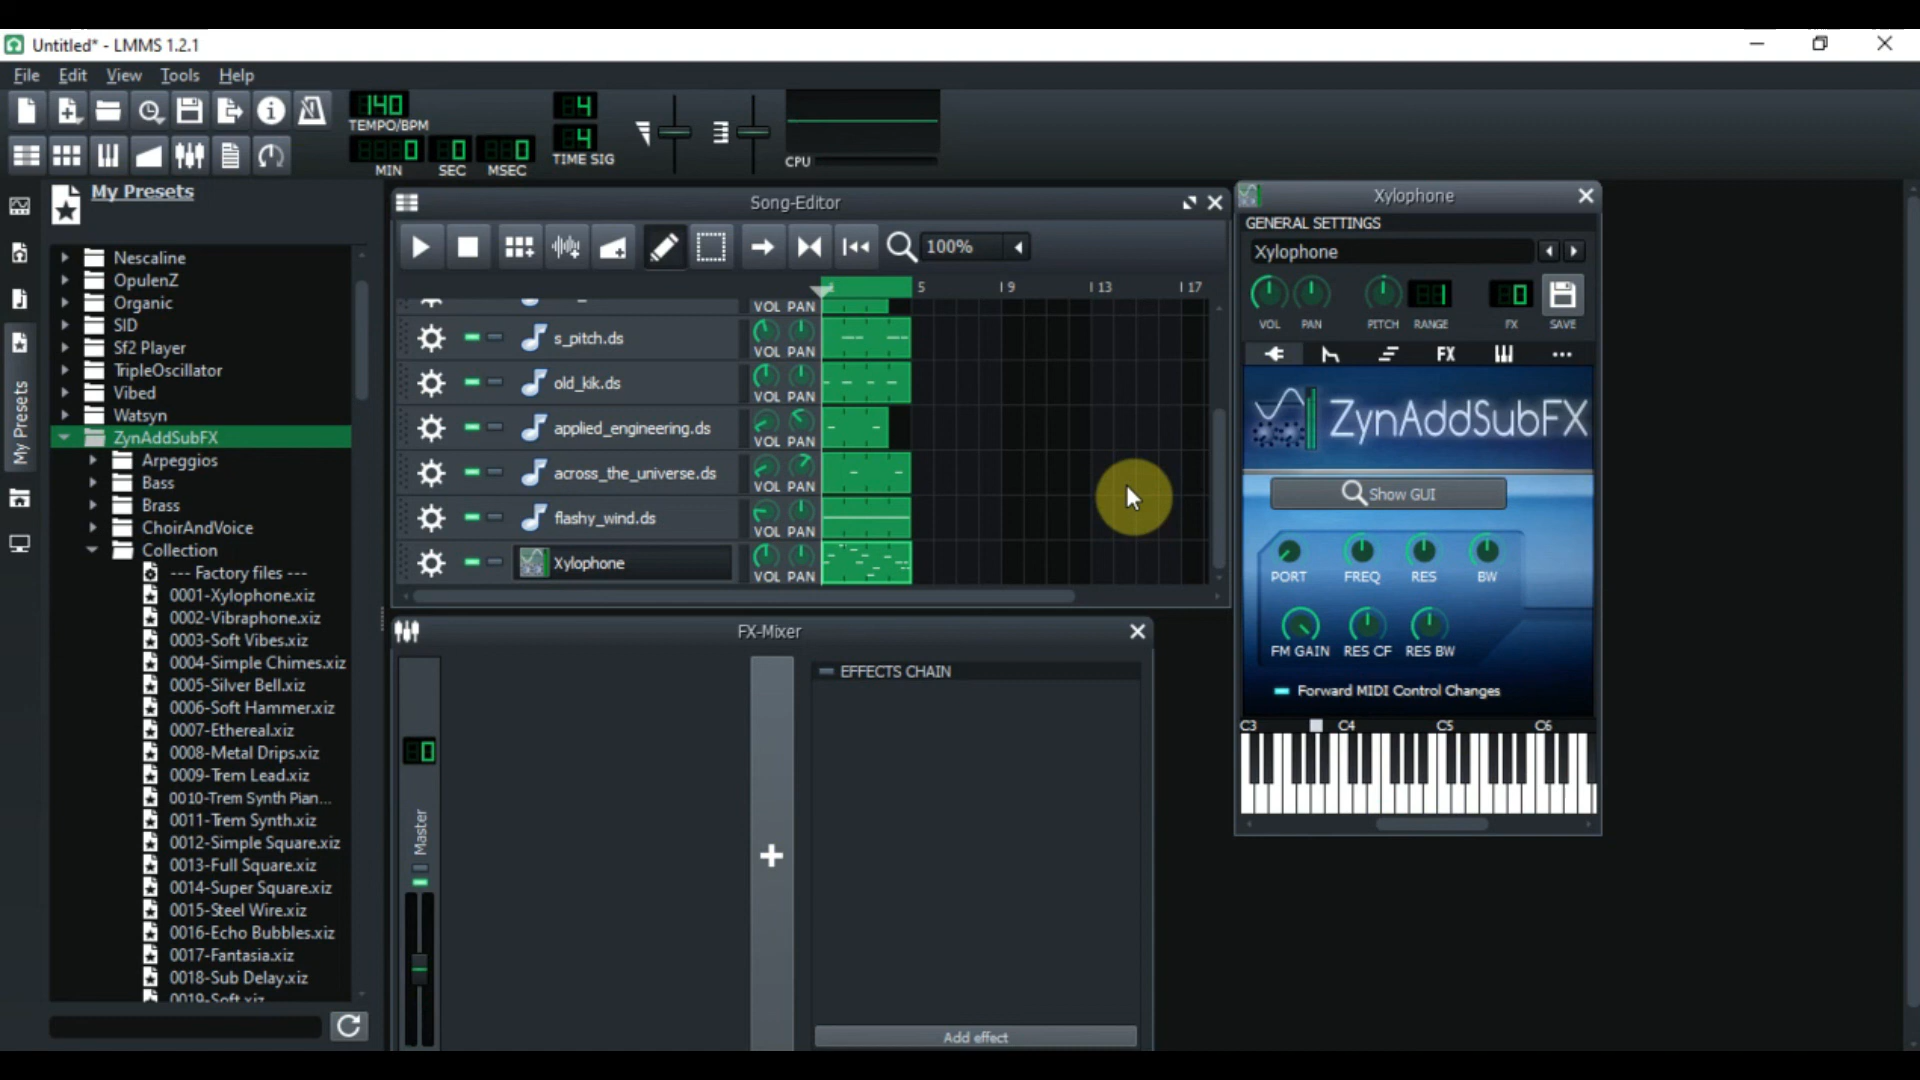 Untitled* - LMMS 1.2.1
File Edit View Tools Help
140
TEMPO/BPM
4
4
TIME SIG
0 0 0
MIN SEC MSEC
CPU
My Presets
My Presets
Nescaline
OpulenZ
Organic
SID
Sf2 Player
TripleOscillator
Vibed
Watsyn
ZynAddSubFX
Arpeggios
Bass
Brass
ChoirAndVoice
Collection
--- Factory files ---
0001-Xylophone.xiz
0002-Vibraphone.xiz
0003-Soft Vibes.xiz
0004-Simple Chimes.xiz
0005-Silver Bell.xiz
0006-Soft Hammer.xiz
0007-Ethereal.xiz
0008-Metal Drips.xiz
0009-Trem Lead.xiz
0010-Trem Synth Pian...
0011-Trem Synth.xiz
0012-Simple Square.xiz
0013-Full Square.xiz
0014-Super Square.xiz
0015-Steel Wire.xiz
0016-Echo Bubbles.xiz
0017-Fantasia.xiz
0018-Sub Delay.xiz
0019-Soft.xiz
Song-Editor
100%
5 9 13 17
VOL PAN
s_pitch.ds
VOL PAN
old_kik.ds
VOL PAN
applied_engineering.ds
VOL PAN
across_the_universe.ds
VOL PAN
flashy_wind.ds
VOL PAN
Xylophone
VOL PAN
FX-Mixer
0
Master
EFFECTS CHAIN
Add effect
Xylophone
GENERAL SETTINGS
Xylophone
1 0
VOL PAN PITCH RANGE FX SAVE
FX
ZynAddSubFX
Show GUI
PORT FREQ RES BW
FM GAIN RES CF RES BW
Forward MIDI Control Changes
C3 C4 C5 C6